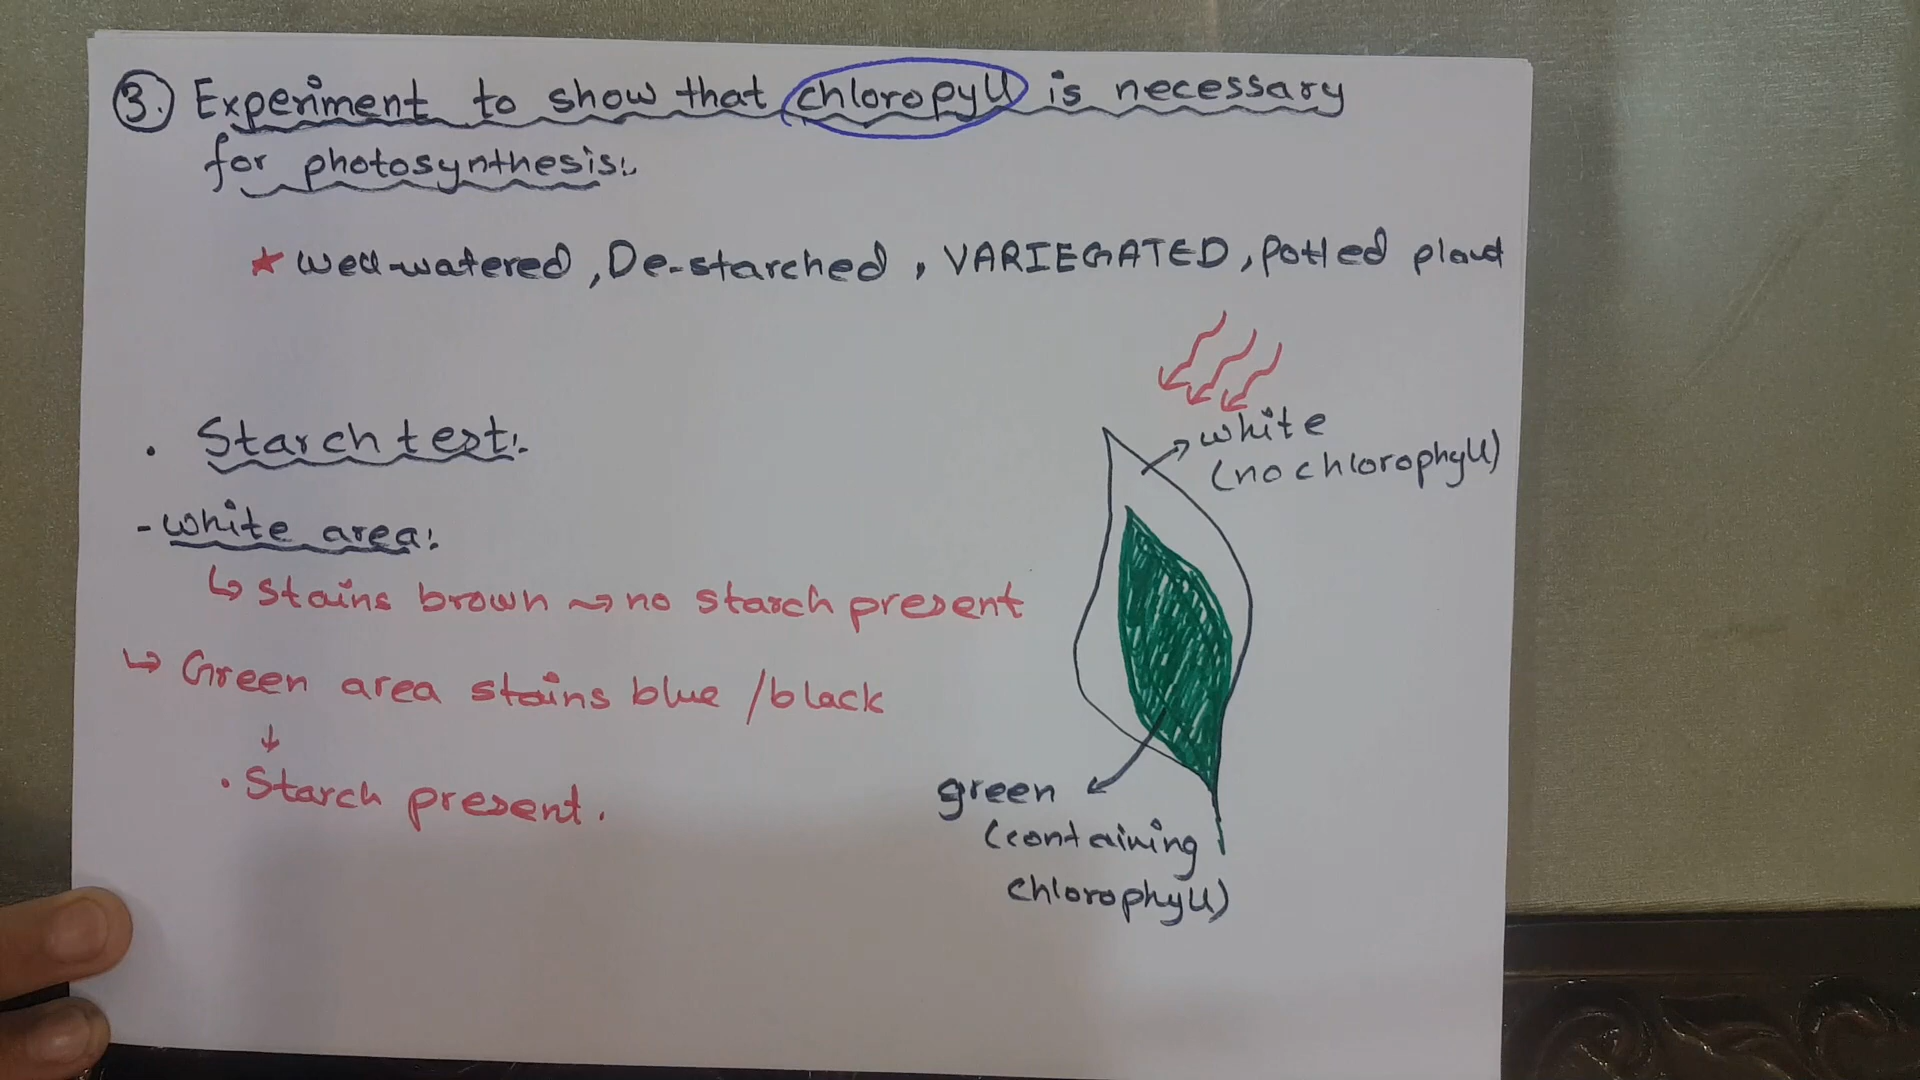 3. Experiment to show that chloropyll is necessary
for photosynthesis:
* Well-watered, De-starched, VARIEGATED, potted plant
. Starch test:
- White area:
↳ stains brown → no starch present
↳ Green area stains blue/black
↓
. Starch present.
white
(no chlorophyll)
green
(containing
chlorophyll)